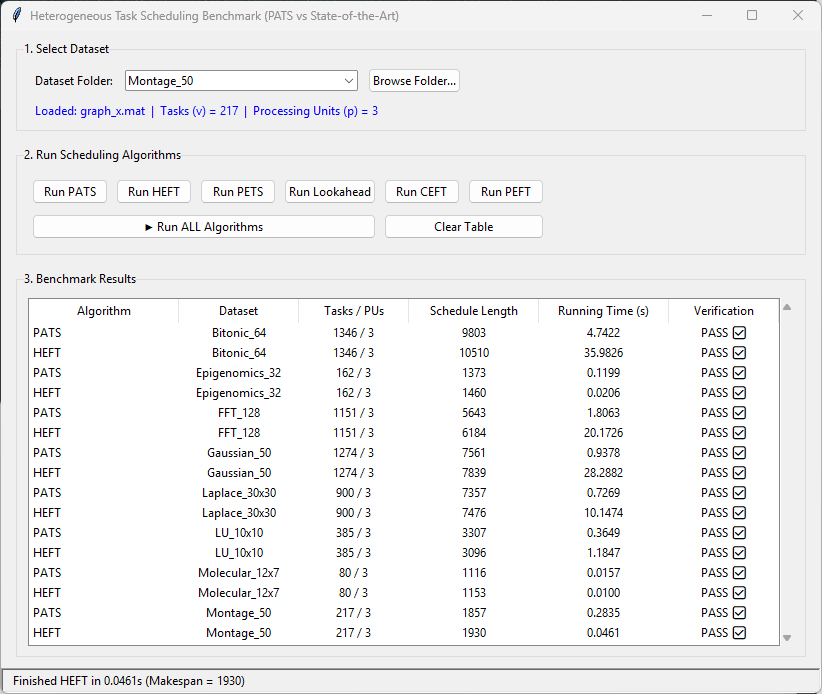 Heterogeneous Task Scheduling Benchmark (PATS vs State-of-the-Art)
1. Select Dataset
Dataset Folder: Montage_50 Browse Folder...
Loaded: graph_x.mat | Tasks (v) = 217 | Processing Units (p) = 3
2. Run Scheduling Algorithms
Run PATS Run HEFT Run PETS Run Lookahead Run CEFT Run PEFT
► Run ALL Algorithms Clear Table
3. Benchmark Results
Algorithm Dataset Tasks / PUs Schedule Length Running Time (s) Verification
PATS Bitonic_64 1346 / 3 9803 4.7422 PASS ☑
HEFT Bitonic_64 1346 / 3 10510 35.9826 PASS ☑
PATS Epigenomics_32 162 / 3 1373 0.1199 PASS ☑
HEFT Epigenomics_32 162 / 3 1460 0.0206 PASS ☑
PATS FFT_128 1151 / 3 5643 1.8063 PASS ☑
HEFT FFT_128 1151 / 3 6184 20.1726 PASS ☑
PATS Gaussian_50 1274 / 3 7561 0.9378 PASS ☑
HEFT Gaussian_50 1274 / 3 7839 28.2882 PASS ☑
PATS Laplace_30x30 900 / 3 7357 0.7269 PASS ☑
HEFT Laplace_30x30 900 / 3 7476 10.1474 PASS ☑
PATS LU_10x10 385 / 3 3307 0.3649 PASS ☑
HEFT LU_10x10 385 / 3 3096 1.1847 PASS ☑
PATS Molecular_12x7 80 / 3 1116 0.0157 PASS ☑
HEFT Molecular_12x7 80 / 3 1153 0.0100 PASS ☑
PATS Montage_50 217 / 3 1857 0.2835 PASS ☑
HEFT Montage_50 217 / 3 1930 0.0461 PASS ☑
Finished HEFT in 0.0461s (Makespan = 1930)